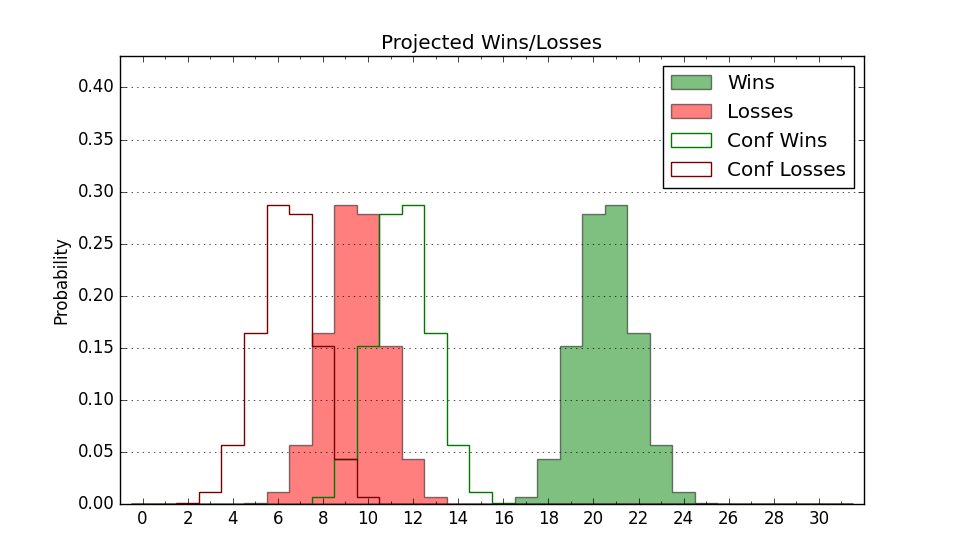 Projected Wins/Losses
Wins
Losses
Conf Wins
Conf Losses
Probability
0.40
0.35
0.30
0.25
0.20
0.15
0.10
0.05
0.00
0 2 4 6 8 10 12 14 16 18 20 22 24 26 28 30